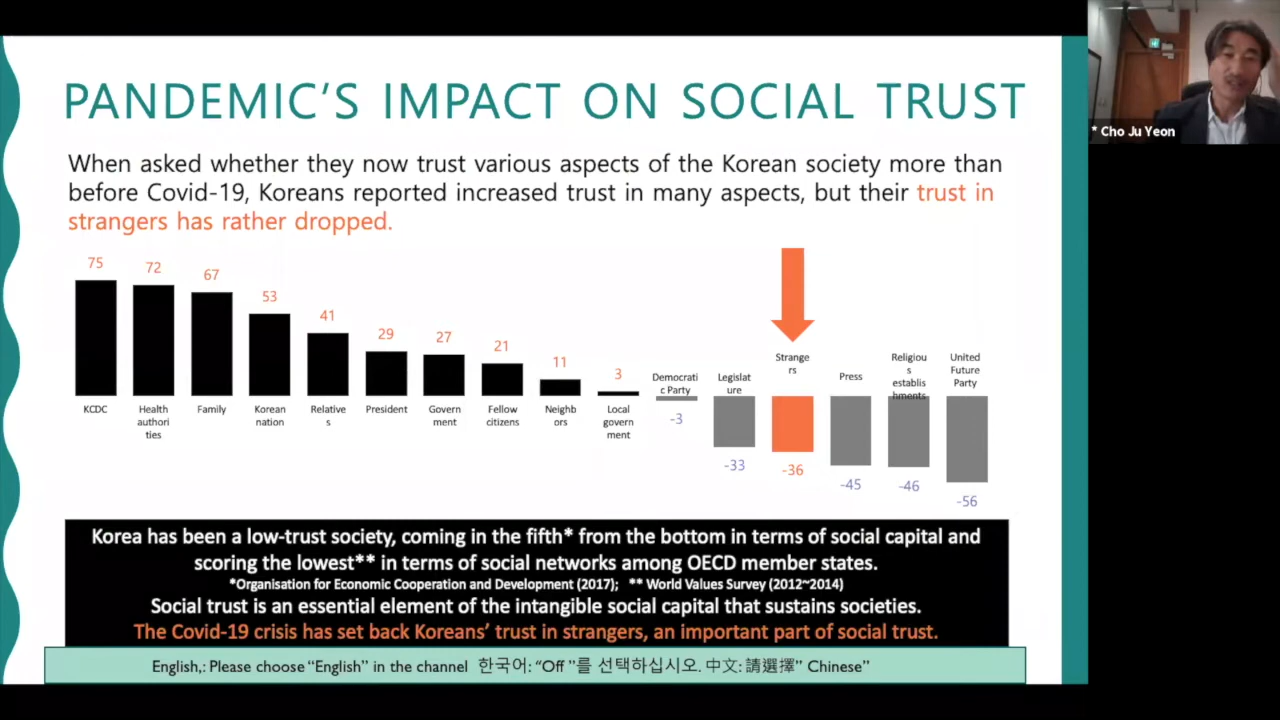 PANDEMIC'S IMPACT ON SOCIAL TRUST
* Cho Ju Yeon
When asked whether they now trust various aspects of the Korean society more than
before Covid-19, Koreans reported increased trust in many aspects, but their trust in
strangers has rather dropped.
75
72
67
53
41
29
27
21
11
3
KCDC
Health
authori
ties
Family
Korean
nation
Relative
s
President
Govern
ment
Fellow
citizens
Neighb
ors
Local
govern
ment
Democrati
c Party
Legislat
ure
Strange
rs
Press
Religiou
s
establis
hments
United
Future
Party
-3
-33
-36
-45
-46
-56
Korea has been a low-trust society, coming in the fifth* from the bottom in terms of social capital and
scoring the lowest** in terms of social networks among OECD member states.
*Organisation for Economic Cooperation and Development (2017); ** World Values Survey (2012~2014)
Social trust is an essential element of the intangible social capital that sustains societies.
The Covid-19 crisis has set back Koreans' trust in strangers, an important part of social trust.
English,: Please choose "English" in the channel 한국어: "Off "를 선택하십시오. 中文: 請選擇" Chinese"